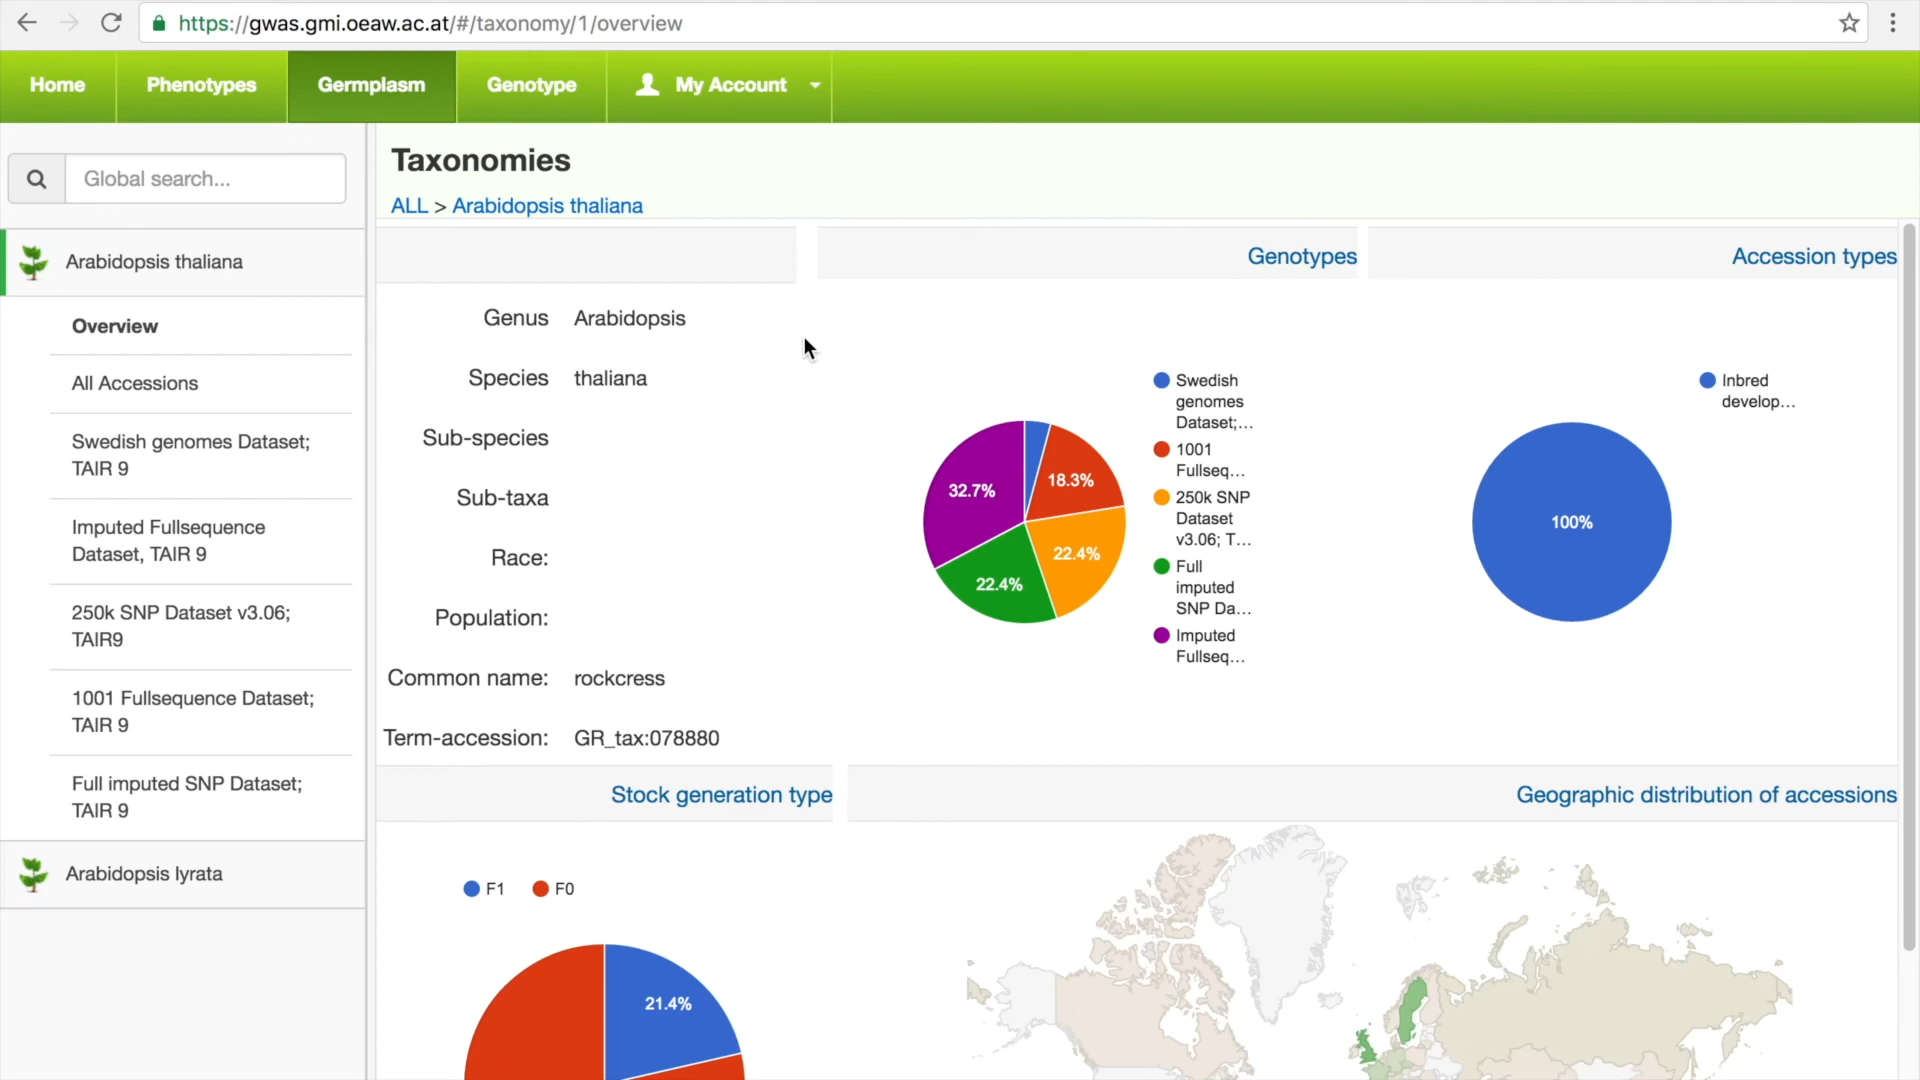 https://gwas.gmi.oeaw.ac.at/#/taxonomy/1/overview
Home
Phenotypes
Germplasm
Genotype
My Account
Global search...
Arabidopsis thaliana
Overview
All Accessions
Swedish genomes Dataset;
TAIR 9
Imputed Fullsequence
Dataset, TAIR 9
250k SNP Dataset v3.06;
TAIR9
1001 Fullsequence Dataset;
TAIR 9
Full imputed SNP Dataset;
TAIR 9
Arabidopsis lyrata
Taxonomies
ALL > Arabidopsis thaliana
Genus Arabidopsis
Species thaliana
Sub-species
Sub-taxa
Race:
Population:
Common name: rockcress
Term-accession: GR_tax:078880
Genotypes
18.3%
22.4%
22.4%
32.7%
Swedish
genomes
Dataset;...
1001
Fullseq...
250k SNP
Dataset
v3.06; T...
Full
imputed
SNP Da...
Imputed
Fullseq...
Accession types
100%
Inbred
develop...
Stock generation type
F1
F0
21.4%
Geographic distribution of accessions